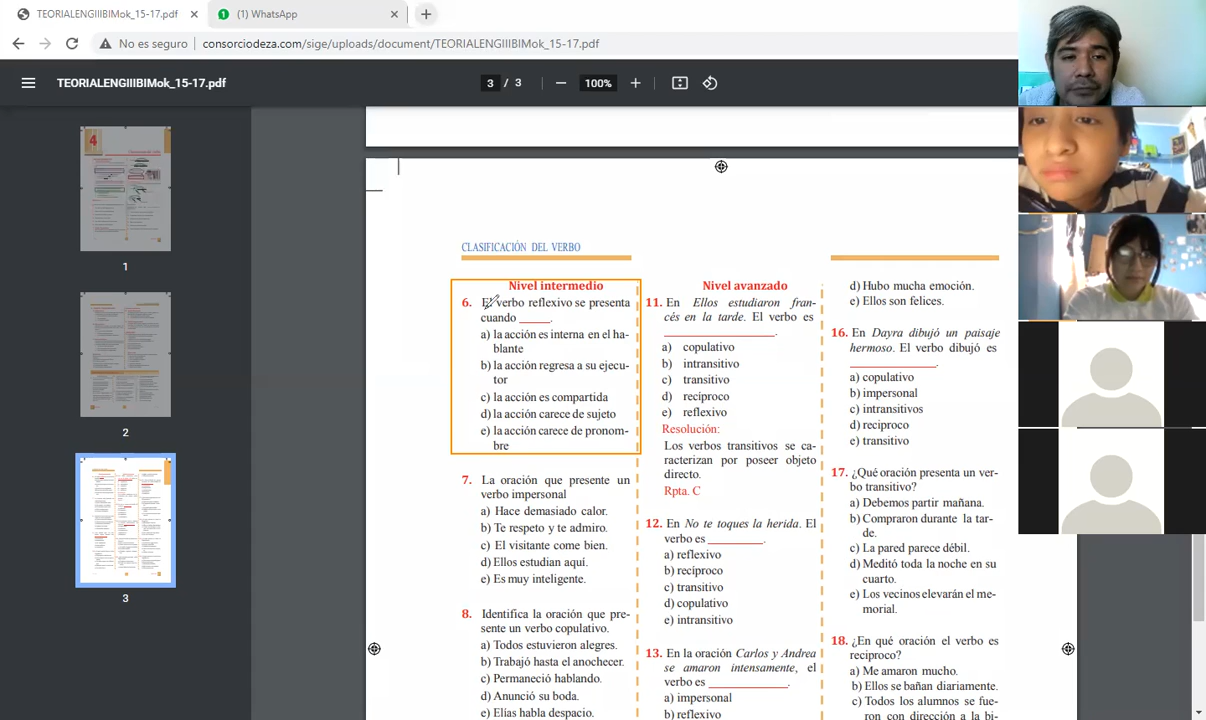 TEORIALENGIIIBIMok_15-17.pdf
(1) WhatsApp
No es seguro
consorciodeza.com/sige/uploads/document/TEORIALENGIIIBIMok_15-17.pdf
TEORIALENGIIIBIMok_15-17.pdf
3 / 3
100%
1
2
3
CLASIFICACIÓN DEL VERBO
Nivel intermedio
6. El verbo reflexivo se presenta
cuando _____.
a) la acción es interna en el ha-
blante
b) la acción regresa a su ejecu-
tor
c) la acción es compartida
d) la acción carece de sujeto
e) la acción carece de pronom-
bre
7. La oración que presente un
verbo impersonal
a) Hace demasiado calor.
b) Te respeto y te admiro.
c) El visitante come bien.
d) Ellos estudian aquí.
e) Es muy inteligente.
8. Identifica la oración que pre-
sente un verbo copulativo.
a) Todos estuvieron alegres.
b) Trabajó hasta el anochecer.
c) Permaneció hablando.
d) Anunció su boda.
e) Elías habla despacio.
Nivel avanzado
11. En Ellos estudiaron fran-
cés en la tarde. El verbo es
__________________.
a) copulativo
b) intransitivo
c) transitivo
d) recíproco
e) reflexivo
Resolución:
Los verbos transitivos se ca-
racterizan por poseer objeto
directo.
Rpta. C
12. En No te toques la herida. El
verbo es _________.
a) reflexivo
b) recíproco
c) transitivo
d) copulativo
e) intransitivo
13. En la oración Carlos y Andrea
se amaron intensamente, el
verbo es _____________.
a) impersonal
b) reflexivo
d) Hubo mucha emoción.
e) Ellos son felices.
16. En Dayra dibujó un paisaje
hermoso. El verbo dibujó es
______________.
a) copulativo
b) impersonal
c) intransitivos
d) recíproco
e) transitivo
17. ¿Qué oración presenta un ver-
bo transitivo?
a) Debemos partir mañana.
b) Compraron durante la tar-
de.
c) La pared parece débil.
d) Meditó toda la noche en su
cuarto.
e) Los vecinos elevarán el me-
morial.
18. ¿En qué oración el verbo es
recíproco?
a) Me amaron mucho.
b) Ellos se bañan diariamente.
c) Todos los alumnos se fue-
ron con dirección a la bi-